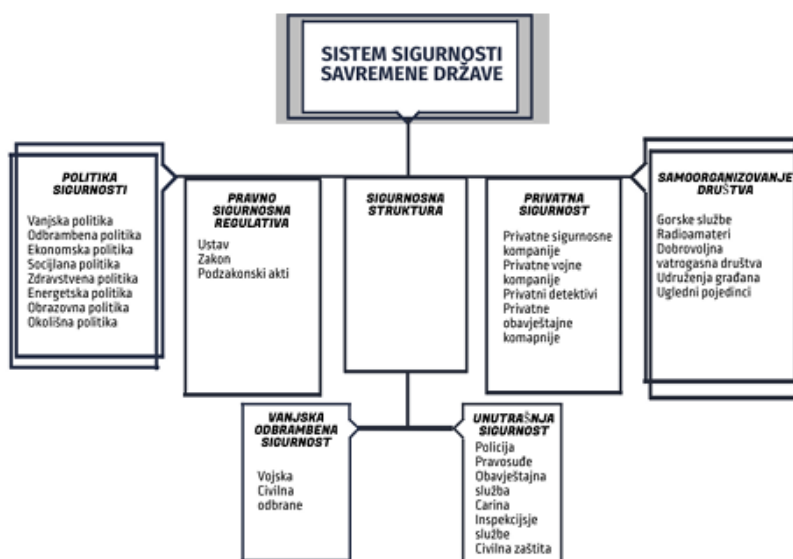 SISTEM SIGURNOSTI
SAVREMENE DRŽAVE
POLITIKA
SIGURNOSTI
Vanjska politika
Odbrambena politika
Ekonomska politika
Socijlana politika
Zdravstvena politika
Energetska politika
Obrazovna politika
Okolišna politika
PRAVNO
SIGURNOSNA
REGULATIVA
Ustav
Zakon
Podzakonski akti
SIGURNOSNA
STRUKTURA
PRIVATNA
SIGURNOST
Privatne sigurnosne
kompanije
Privatne vojne
kompanije
Privatni detektivi
Privatne
obavještajne
komapnije
SAMOORGANIZOVANJE
DRUŠTVA
Gorske službe
Radioamateri
Dobrovoljna
vatrogasna društva
Udruženja građana
Ugledni pojedinci
VANJSKA
ODBRAMBENA
SIGURNOST
Vojska
Civilna
odbrane
UNUTRAŠNJA
SIGURNOST
Policija
Pravosuđe
Obavještajna
služba
Carina
Inspekcijsje
službe
Civilna zaštita